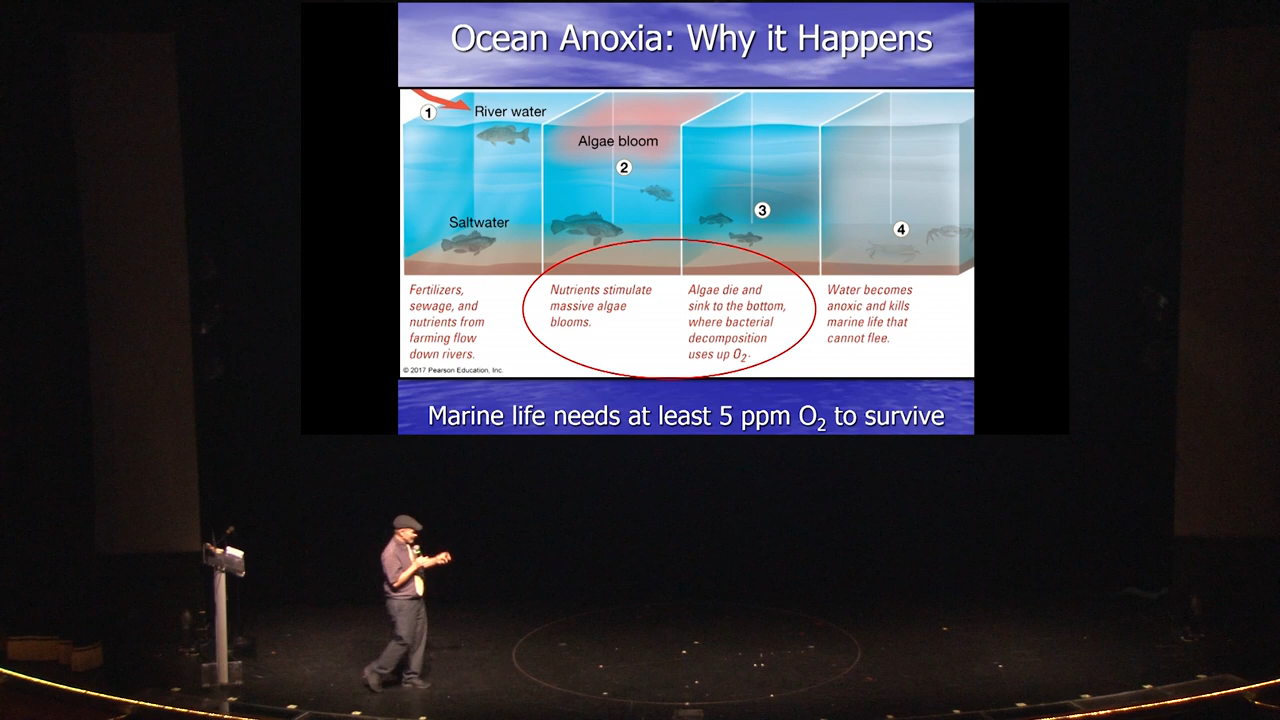 Ocean Anoxia: Why it Happens
1
River water
Algae bloom
2
Saltwater
3
4
Fertilizers,
sewage, and
nutrients from
farming flow
down rivers.
Nutrients stimulate
massive algae
blooms.
Algae die and
sink to the bottom,
where bacterial
decomposition
uses up O₂.
Water becomes
anoxic and kills
marine life that
cannot flee.
© 2017 Pearson Education, Inc.
Marine life needs at least 5 ppm O₂ to survive